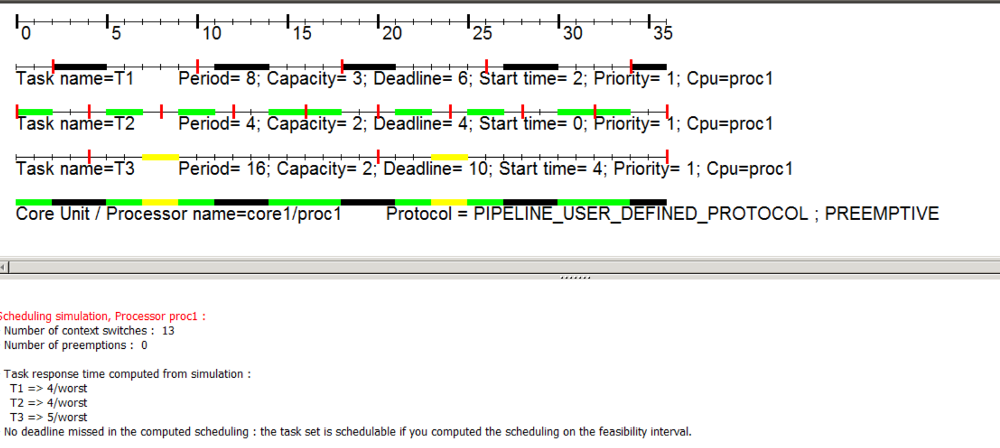 0 5 10 15 20 25 30 35
Task name=T1 Period= 8; Capacity= 3; Deadline= 6; Start time= 2; Priority= 1; Cpu=proc1
Task name=T2 Period= 4; Capacity= 2; Deadline= 4; Start time= 0; Priority= 1; Cpu=proc1
Task name=T3 Period= 16; Capacity= 2; Deadline= 10; Start time= 4; Priority= 1; Cpu=proc1
Core Unit / Processor name=core1/proc1 Protocol = PIPELINE_USER_DEFINED_PROTOCOL ; PREEMPTIVE
Scheduling simulation, Processor proc1 :
Number of context switches : 13
Number of preemptions : 0
Task response time computed from simulation :
T1 => 4/worst
T2 => 4/worst
T3 => 5/worst
No deadline missed in the computed scheduling : the task set is schedulable if you computed the scheduling on the feasibility interval.